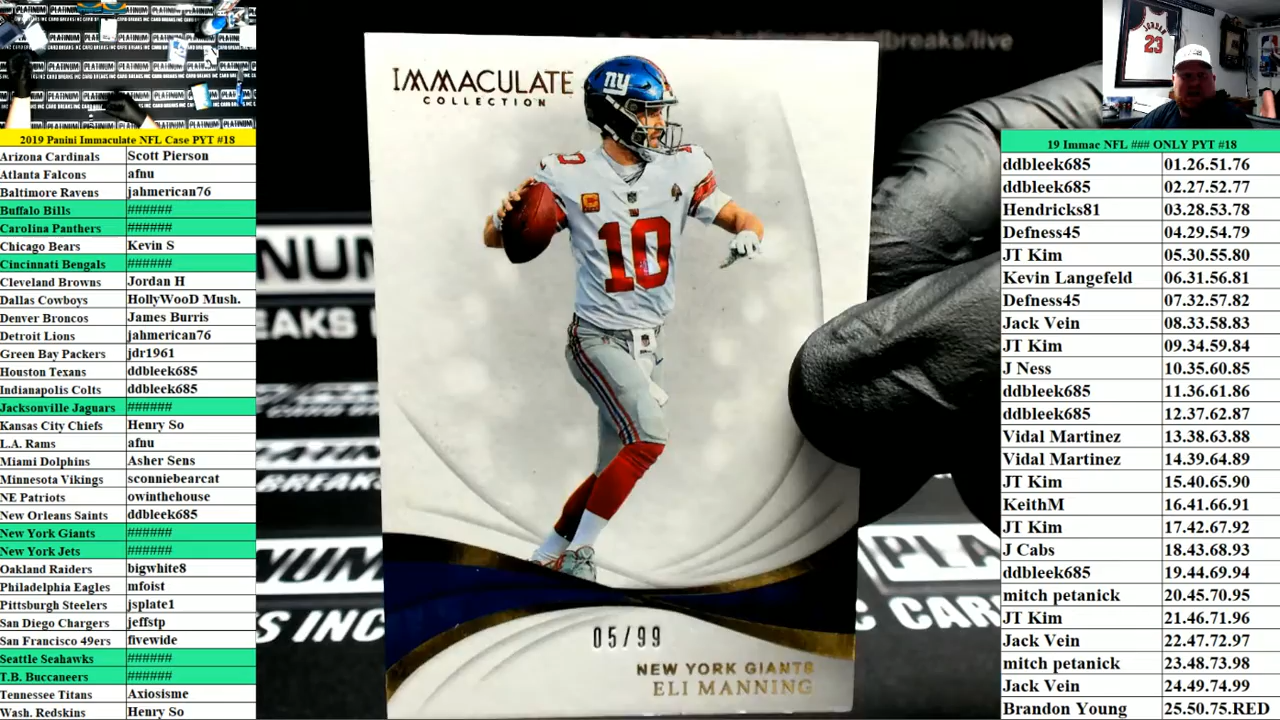 2019 Panini Immaculate NFL Case PYT #18
Arizona Cardinals Scott Pierson
Atlanta Falcons afnu
Baltimore Ravens jahmerican76
Buffalo Bills ######
Carolina Panthers ######
Chicago Bears Kevin S
Cincinnati Bengals ######
Cleveland Browns Jordan H
Dallas Cowboys HollyWooD Mush.
Denver Broncos James Burris
Detroit Lions jahmerican76
Green Bay Packers jdr1961
Houston Texans ddbleek685
Indianapolis Colts ddbleek685
Jacksonville Jaguars ######
Kansas City Chiefs Henry So
L.A. Rams afnu
Miami Dolphins Asher Sens
Minnesota Vikings sconniebearcat
NE Patriots owinthehouse
New Orleans Saints ddbleek685
New York Giants ######
New York Jets ######
Oakland Raiders bigwhite8
Philadelphia Eagles mfoist
Pittsburgh Steelers jsplate1
San Diego Chargers jeffstp
San Francisco 49ers fivewide
Seattle Seahawks ######
T.B. Buccaneers ######
Tennessee Titans Axiosisme
Wash. Redskins Henry So
IMMACULATE
COLLECTION
ny
10
10
05/99
NEW YORK GIANTS
ELI MANNING
/live
23
19 Immac NFL ### ONLY PYT #18
ddbleek685 01.26.51.76
ddbleek685 02.27.52.77
Hendricks81 03.28.53.78
Defness45 04.29.54.79
JT Kim 05.30.55.80
Kevin Langefeld 06.31.56.81
Defness45 07.32.57.82
Jack Vein 08.33.58.83
JT Kim 09.34.59.84
J Ness 10.35.60.85
ddbleek685 11.36.61.86
ddbleek685 12.37.62.87
Vidal Martinez 13.38.63.88
Vidal Martinez 14.39.64.89
JT Kim 15.40.65.90
KeithM 16.41.66.91
JT Kim 17.42.67.92
J Cabs 18.43.68.93
ddbleek685 19.44.69.94
mitch petanick 20.45.70.95
JT Kim 21.46.71.96
Jack Vein 22.47.72.97
mitch petanick 23.48.73.98
Jack Vein 24.49.74.99
Brandon Young 25.50.75.RED